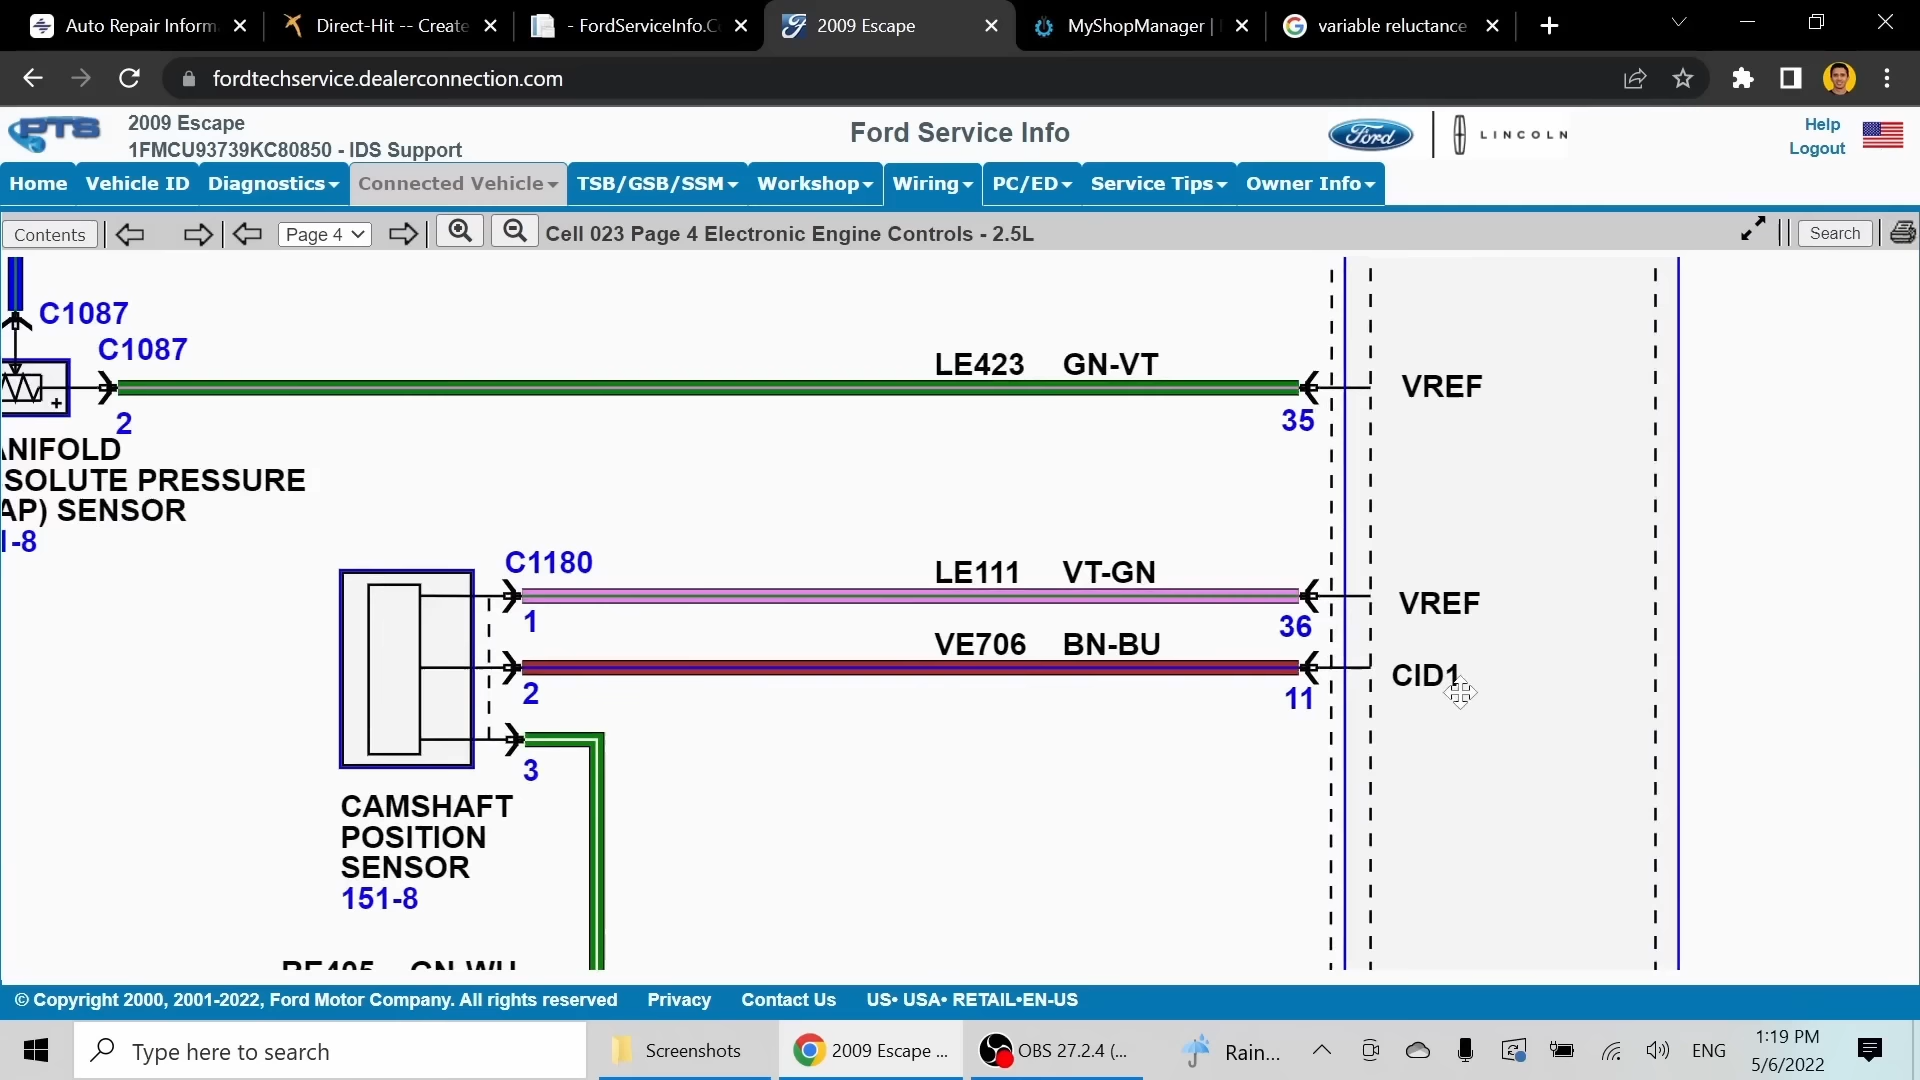 Auto Repair Inform
Direct-Hit -- Create
- FordServiceInfo.C
2009 Escape
MyShopManager |
variable reluctance
fordtechservice.dealerconnection.com
PTS
2009 Escape
1FMCU93739KC80850 - IDS Support
Ford Service Info
Ford
LINCOLN
Help
Logout
Home
Vehicle ID
Diagnostics
Connected Vehicle
TSB/GSB/SSM
Workshop
Wiring
PC/ED
Service Tips
Owner Info
Contents
Page 4
Cell 023 Page 4 Electronic Engine Controls - 2.5L
Search
C1087
C1087
LE423 GN-VT
VREF
2
35
ANIFOLD
SOLUTE PRESSURE
AP) SENSOR
1-8
C1180
LE111 VT-GN
VREF
1
36
VE706 BN-BU
CID1
2
11
3
CAMSHAFT
POSITION
SENSOR
151-8
RE405 GN-WH
© Copyright 2000, 2001-2022, Ford Motor Company. All rights reserved
Privacy
Contact Us
US• USA• RETAIL•EN-US
Type here to search
Screenshots
2009 Escape ...
OBS 27.2.4 (...
Rain...
ENG
1:19 PM
5/6/2022